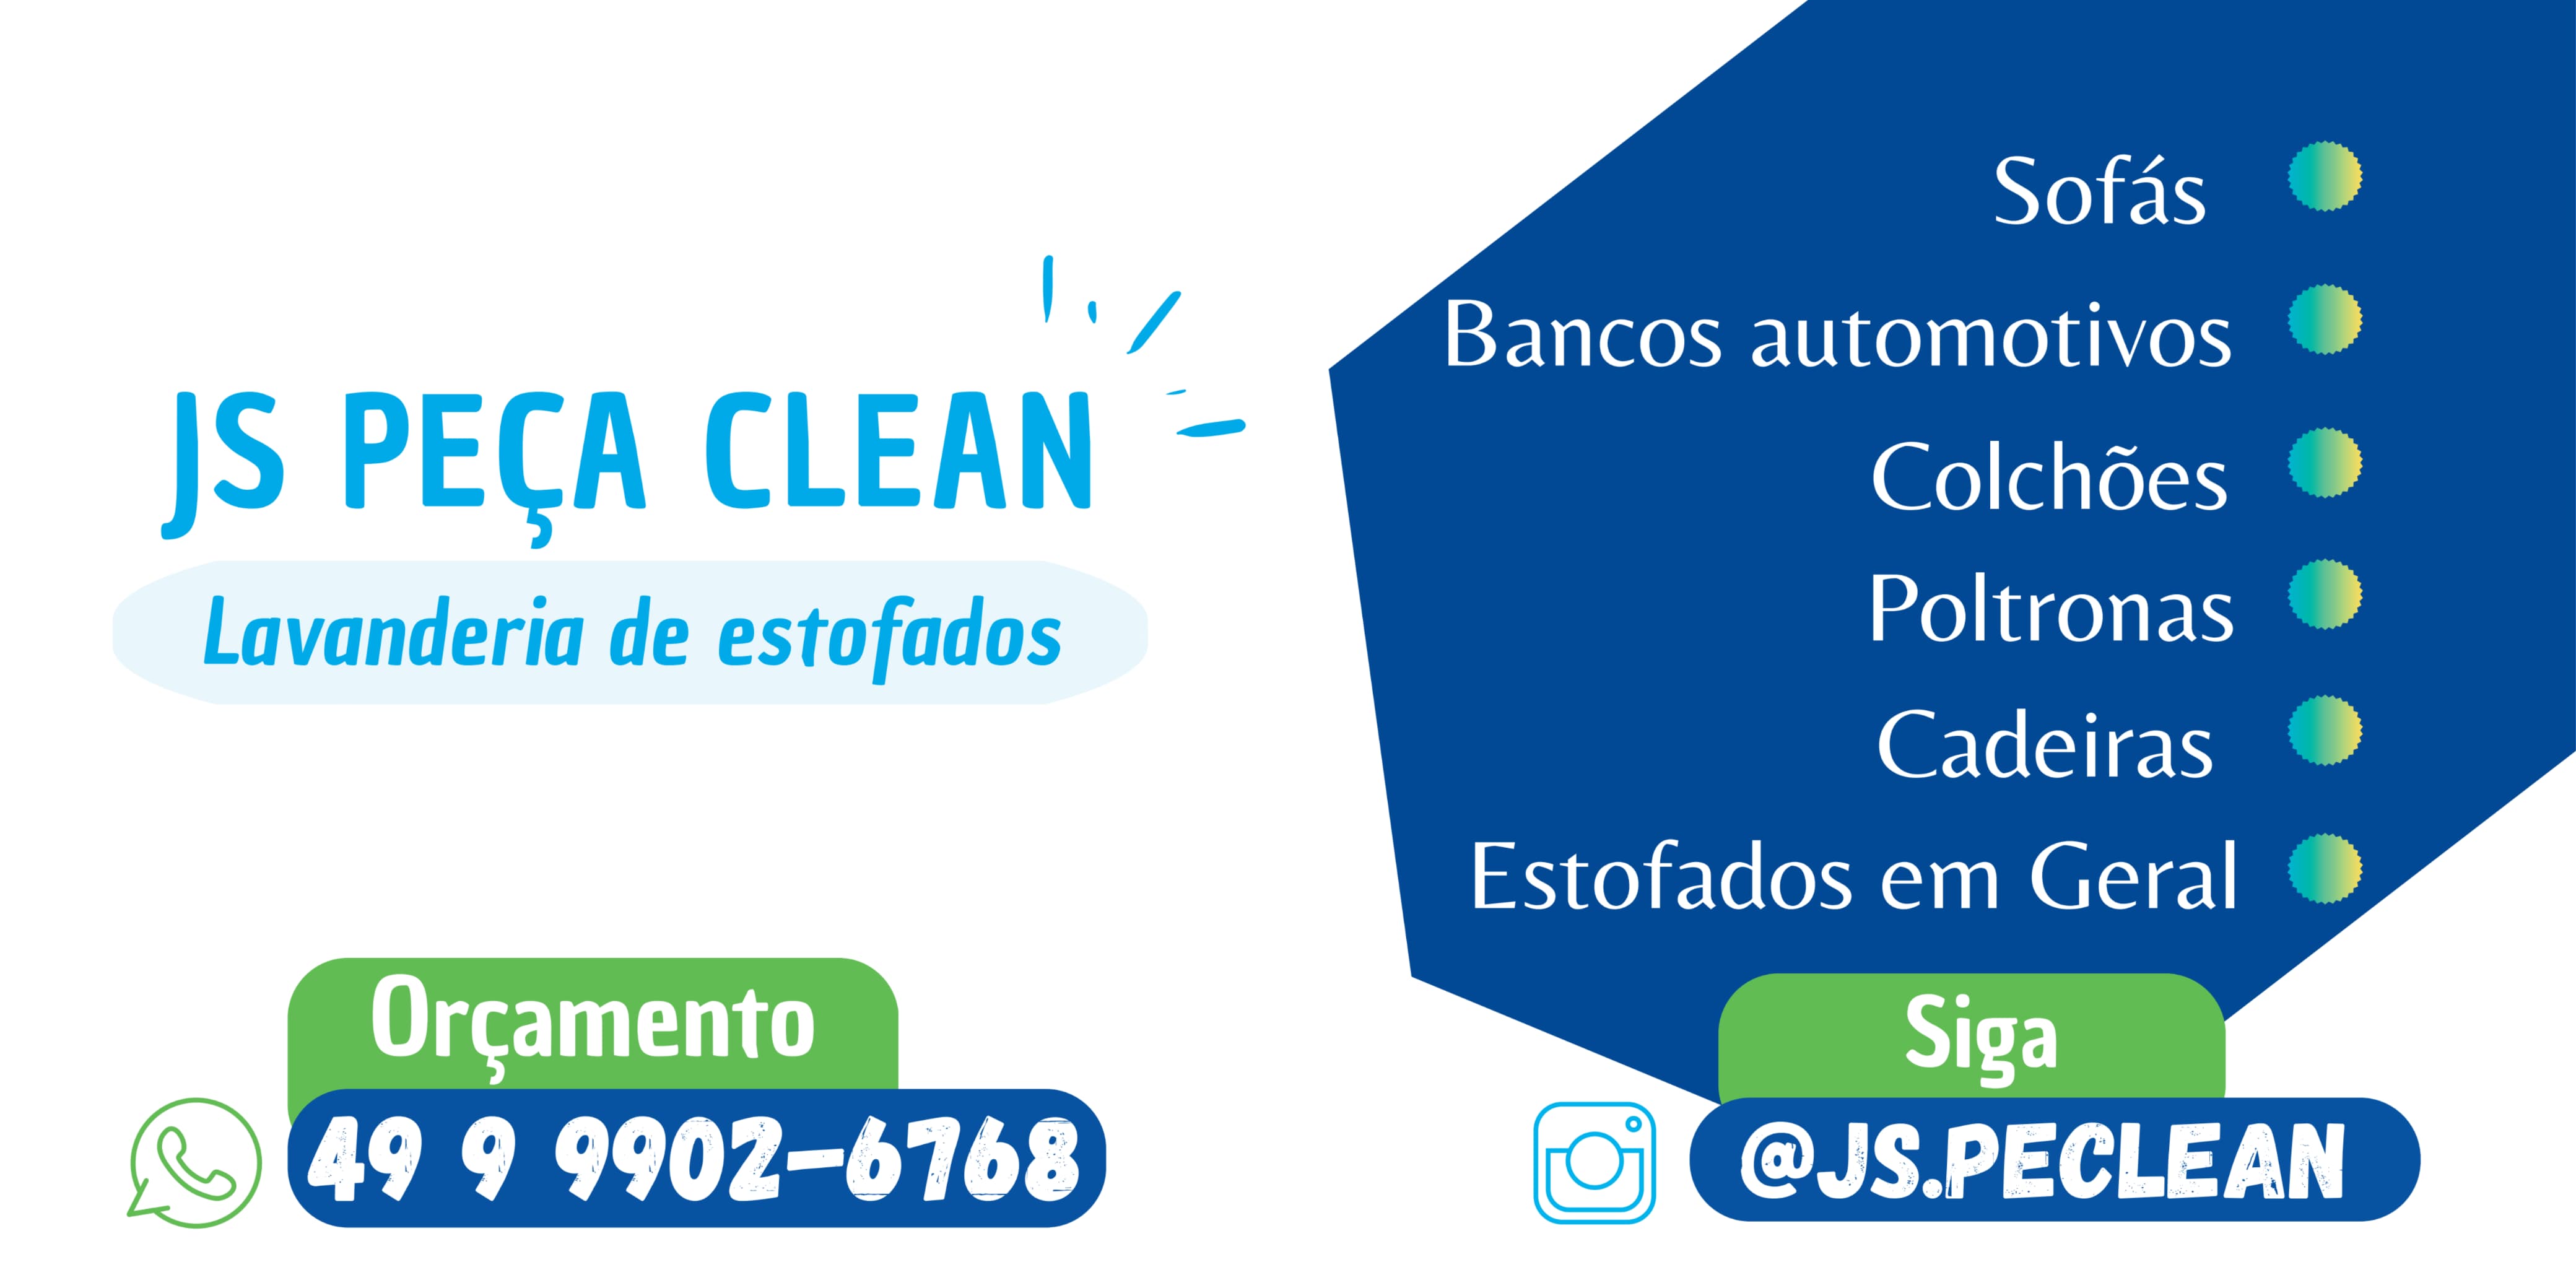 JS PEÇA CLEAN
Lavanderia de estofados
Orçamento
49 9 9902-6768
Sofás
Bancos automotivos
Colchões
Poltronas
Cadeiras
Estofados em Geral
Siga
@JS.PECLEAN